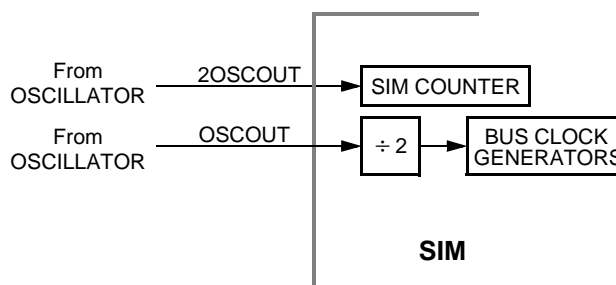 From
OSCILLATOR
2OSCOUT
SIM COUNTER
From
OSCILLATOR
OSCOUT
÷ 2
BUS CLOCK
GENERATORS
SIM